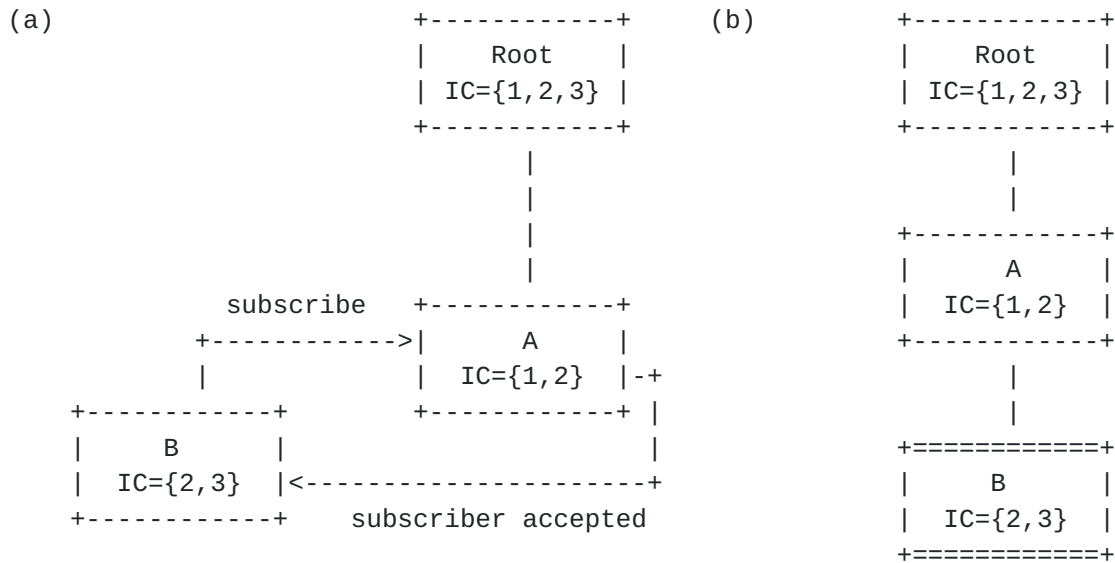 (a)                       +------------+     (b)         +------------+
                          |    Root    |                 |    Root    |
                          | IC={1,2,3} |                 | IC={1,2,3} |
                          +------------+                 +------------+
                                 |                              |
                                 |                              |
                                 |                       +------------+
                                 |                       |      A     |
              subscribe   +------------+                 |  IC={1,2}  |
            +------------>|      A     |                 +------------+
            |             |  IC={1,2}  |-+                      |
    +------------+        +------------+ |                      |
    |     B      |                       |               +============+
    |  IC={2,3}  |<----------------------+               |     B      |
    +------------+    subscriber accepted                |  IC={2,3}  |
                                                         +============+